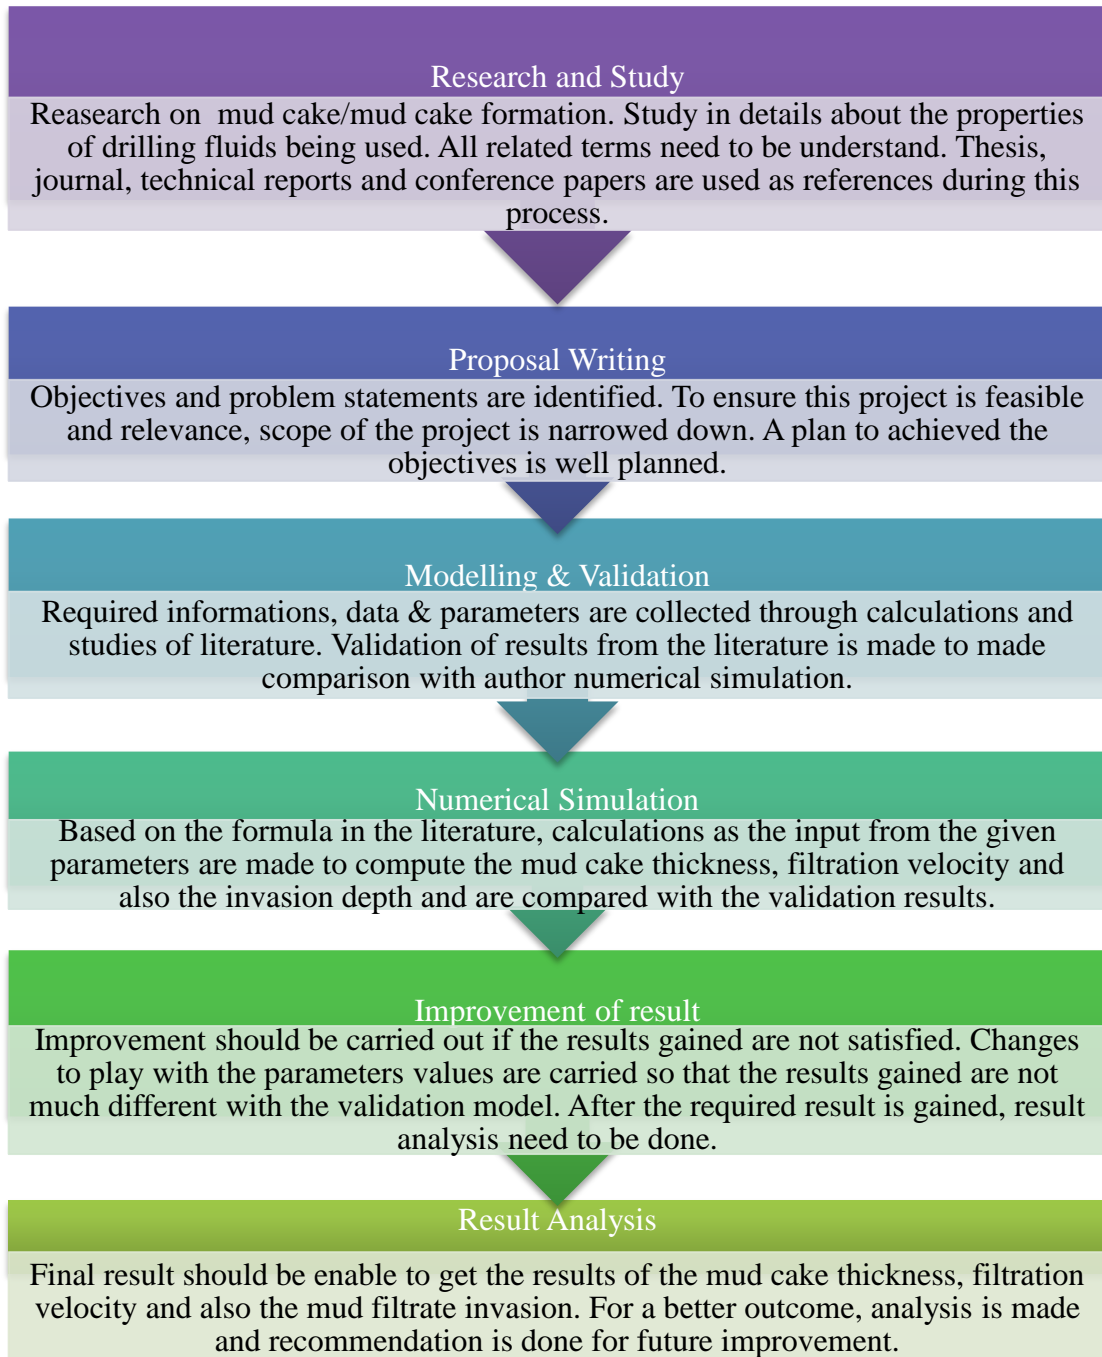 Research and Study
Reasearch on mud cake/mud cake formation. Study in details about the properties
of drilling fluids being used. All related terms need to be understand. Thesis,
journal, technical reports and conference papers are used as references during this
process.
Proposal Writing
Objectives and problem statements are identified. To ensure this project is feasible
and relevance, scope of the project is narrowed down. A plan to achieved the
objectives is well planned.
Modelling & Validation
Required informations, data & parameters are collected through calculations and
studies of literature. Validation of results from the literature is made to made
comparison with author numerical simulation.
Numerical Simulation
Based on the formula in the literature, calculations as the input from the given
parameters are made to compute the mud cake thickness, filtration velocity and
also the invasion depth and are compared with the validation results.
Improvement of result
Improvement should be carried out if the results gained are not satisfied. Changes
to play with the parameters values are carried so that the results gained are not
much different with the validation model. After the required result is gained, result
analysis need to be done.
Result Analysis
Final result should be enable to get the results of the mud cake thickness, filtration
velocity and also the mud filtrate invasion. For a better outcome, analysis is made
and recommendation is done for future improvement.